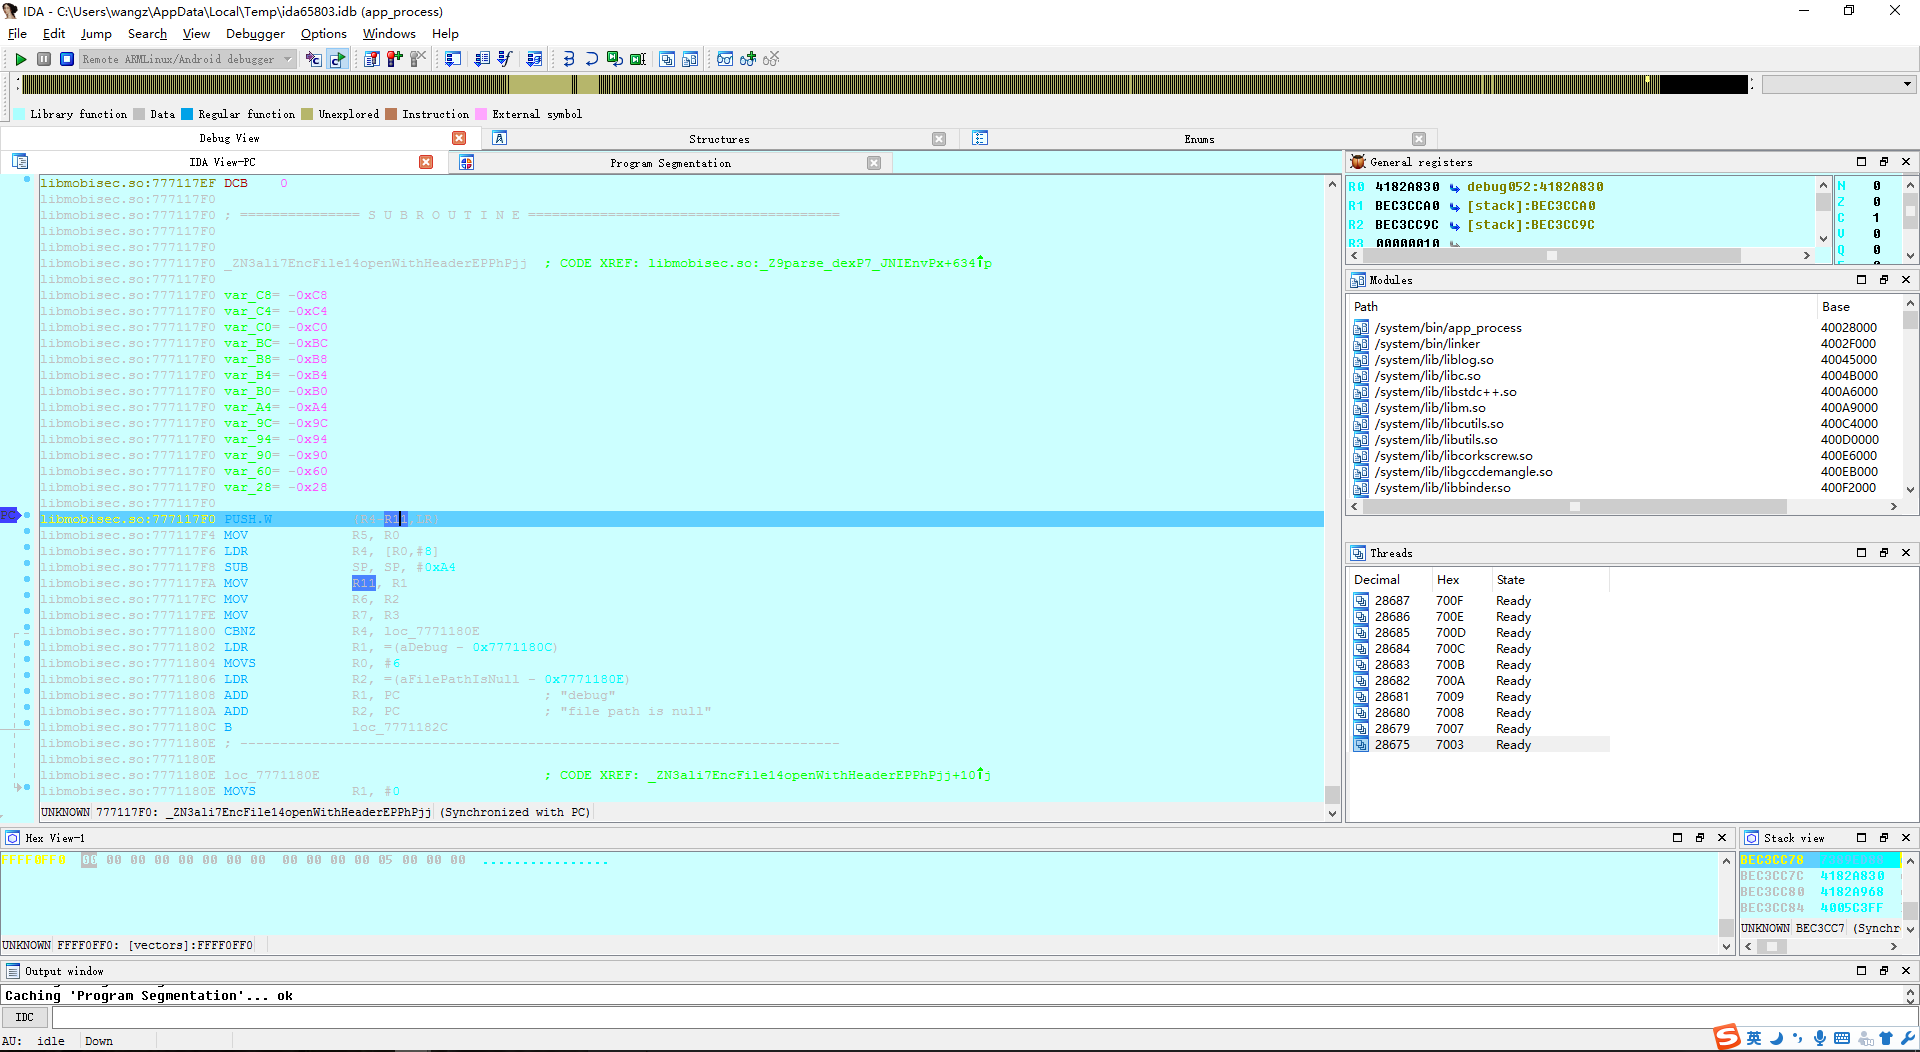 IDA - C:\Users\wangz\AppData\Local\Temp\ida65803.idb (app_process)
File Edit Jump Search View Debugger Options Windows Help
Remote ARMLinux/Android debugger
Library function Data Regular function Unexplored Instruction External symbol
Debug View Structures Enums
IDA View-PC Program Segmentation
libmobisec.so:777117EF DCB 0
libmobisec.so:777117F0
libmobisec.so:777117F0 ; =============== S U B R O U T I N E =======================================
libmobisec.so:777117F0
libmobisec.so:777117F0
libmobisec.so:777117F0 _ZN3ali7EncFile14openWithHeaderEPPhPjj ; CODE XREF: libmobisec.so:_Z9parse_dexP7_JNIEnvPx+634↑p
libmobisec.so:777117F0
libmobisec.so:777117F0 var_C8= -0xC8
libmobisec.so:777117F0 var_C4= -0xC4
libmobisec.so:777117F0 var_C0= -0xC0
libmobisec.so:777117F0 var_BC= -0xBC
libmobisec.so:777117F0 var_B8= -0xB8
libmobisec.so:777117F0 var_B4= -0xB4
libmobisec.so:777117F0 var_B0= -0xB0
libmobisec.so:777117F0 var_A4= -0xA4
libmobisec.so:777117F0 var_9C= -0x9C
libmobisec.so:777117F0 var_94= -0x94
libmobisec.so:777117F0 var_90= -0x90
libmobisec.so:777117F0 var_60= -0x60
libmobisec.so:777117F0 var_28= -0x28
libmobisec.so:777117F0
PC
libmobisec.so:777117F0 PUSH.W {R4-R11,LR}
libmobisec.so:777117F4 MOV R5, R0
libmobisec.so:777117F6 LDR R4, [R0,#8]
libmobisec.so:777117F8 SUB SP, SP, #0xA4
libmobisec.so:777117FA MOV R11, R1
libmobisec.so:777117FC MOV R6, R2
libmobisec.so:777117FE MOV R7, R3
libmobisec.so:77711800 CBNZ R4, loc_7771180E
libmobisec.so:77711802 LDR R1, =(aDebug - 0x7771180C)
libmobisec.so:77711804 MOVS R0, #6
libmobisec.so:77711806 LDR R2, =(aFilePathIsNull - 0x7771180E)
libmobisec.so:77711808 ADD R1, PC ; "debug"
libmobisec.so:7771180A ADD R2, PC ; "file path is null"
libmobisec.so:7771180C B loc_7771182C
libmobisec.so:7771180E ; ---------------------------------------------------------------------------
libmobisec.so:7771180E
libmobisec.so:7771180E loc_7771180E ; CODE XREF: _ZN3ali7EncFile14openWithHeaderEPPhPjj+10↑j
libmobisec.so:7771180E MOVS R1, #0
UNKNOWN 777117F0: _ZN3ali7EncFile14openWithHeaderEPPhPjj (Synchronized with PC)
General registers
R0 4182A830 debug052:4182A830
R1 BEC3CCA0 [stack]:BEC3CCA0
R2 BEC3CC9C [stack]:BEC3CC9C
R3 00000010
N 0
Z 0
C 1
V 0
Q 0
Modules
Path Base
/system/bin/app_process 40028000
/system/bin/linker 4002F000
/system/lib/liblog.so 40045000
/system/lib/libc.so 4004B000
/system/lib/libstdc++.so 400A6000
/system/lib/libm.so 400A9000
/system/lib/libcutils.so 400C4000
/system/lib/libutils.so 400D0000
/system/lib/libcorkscrew.so 400E6000
/system/lib/libgccdemangle.so 400EB000
/system/lib/libbinder.so 400F2000
Threads
Decimal Hex State
28687 700F Ready
28686 700E Ready
28685 700D Ready
28684 700C Ready
28683 700B Ready
28682 700A Ready
28681 7009 Ready
28680 7008 Ready
28679 7007 Ready
28675 7003 Ready
Hex View-1
FFFF0FF0 00 00 00 00 00 00 00 00 00 00 00 00 05 00 00 00 ................
UNKNOWN FFFF0FF0: [vectors]:FFFF0FF0
Stack view
BEC3CC78
BEC3CC7C 4182A830
BEC3CC80 4182A968
BEC3CC84 4005C3FF
UNKNOWN BEC3CC7 (Synchr
Output window
Caching 'Program Segmentation'... ok
IDC
AU: idle Down
英